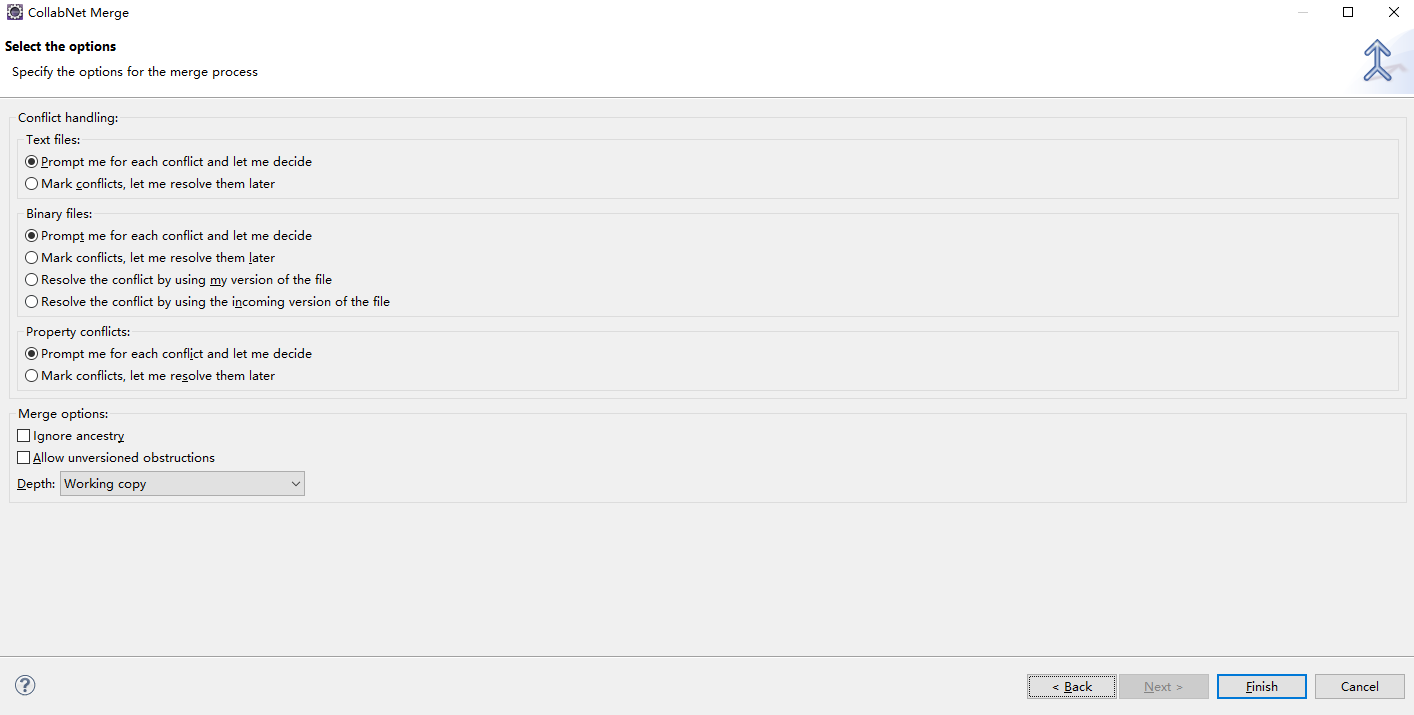 CollabNet Merge
Select the options
Specify the options for the merge process
Conflict handling:
Text files:
Prompt me for each conflict and let me decide
Mark conflicts, let me resolve them later
Binary files:
Prompt me for each conflict and let me decide
Mark conflicts, let me resolve them later
Resolve the conflict by using my version of the file
Resolve the conflict by using the incoming version of the file
Property conflicts:
Prompt me for each conflict and let me decide
Mark conflicts, let me resolve them later
Merge options:
Ignore ancestry
Allow unversioned obstructions
Depth: Working copy
? < Back Next > Finish Cancel